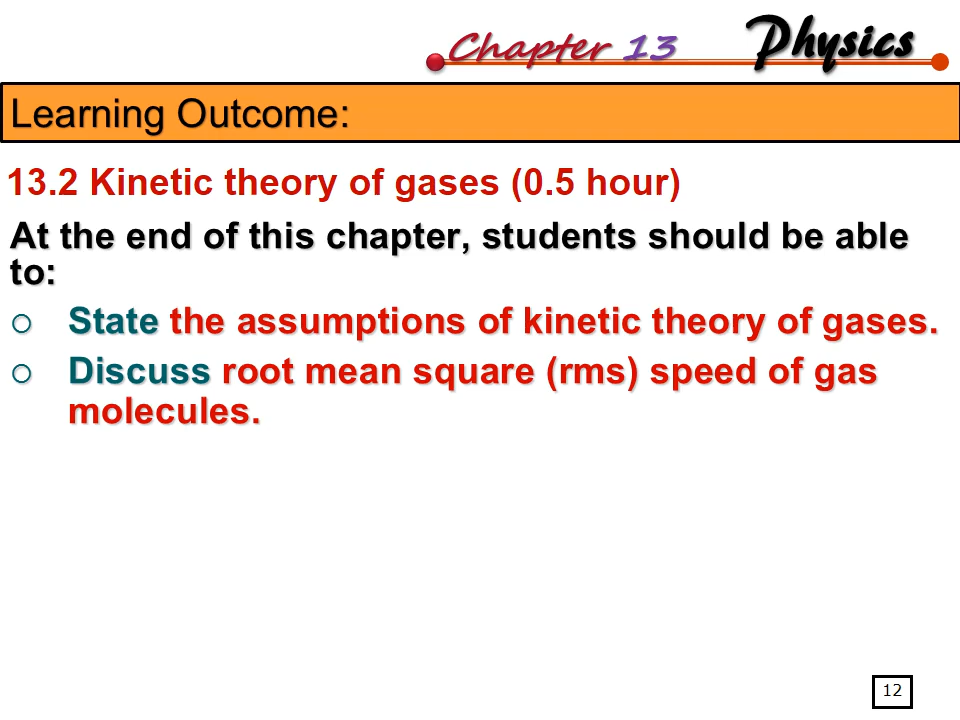 Chapter 13 Physics
Learning Outcome:
13.2 Kinetic theory of gases (0.5 hour)
At the end of this chapter, students should be able
to:
State the assumptions of kinetic theory of gases.
Discuss root mean square (rms) speed of gas
molecules.
12